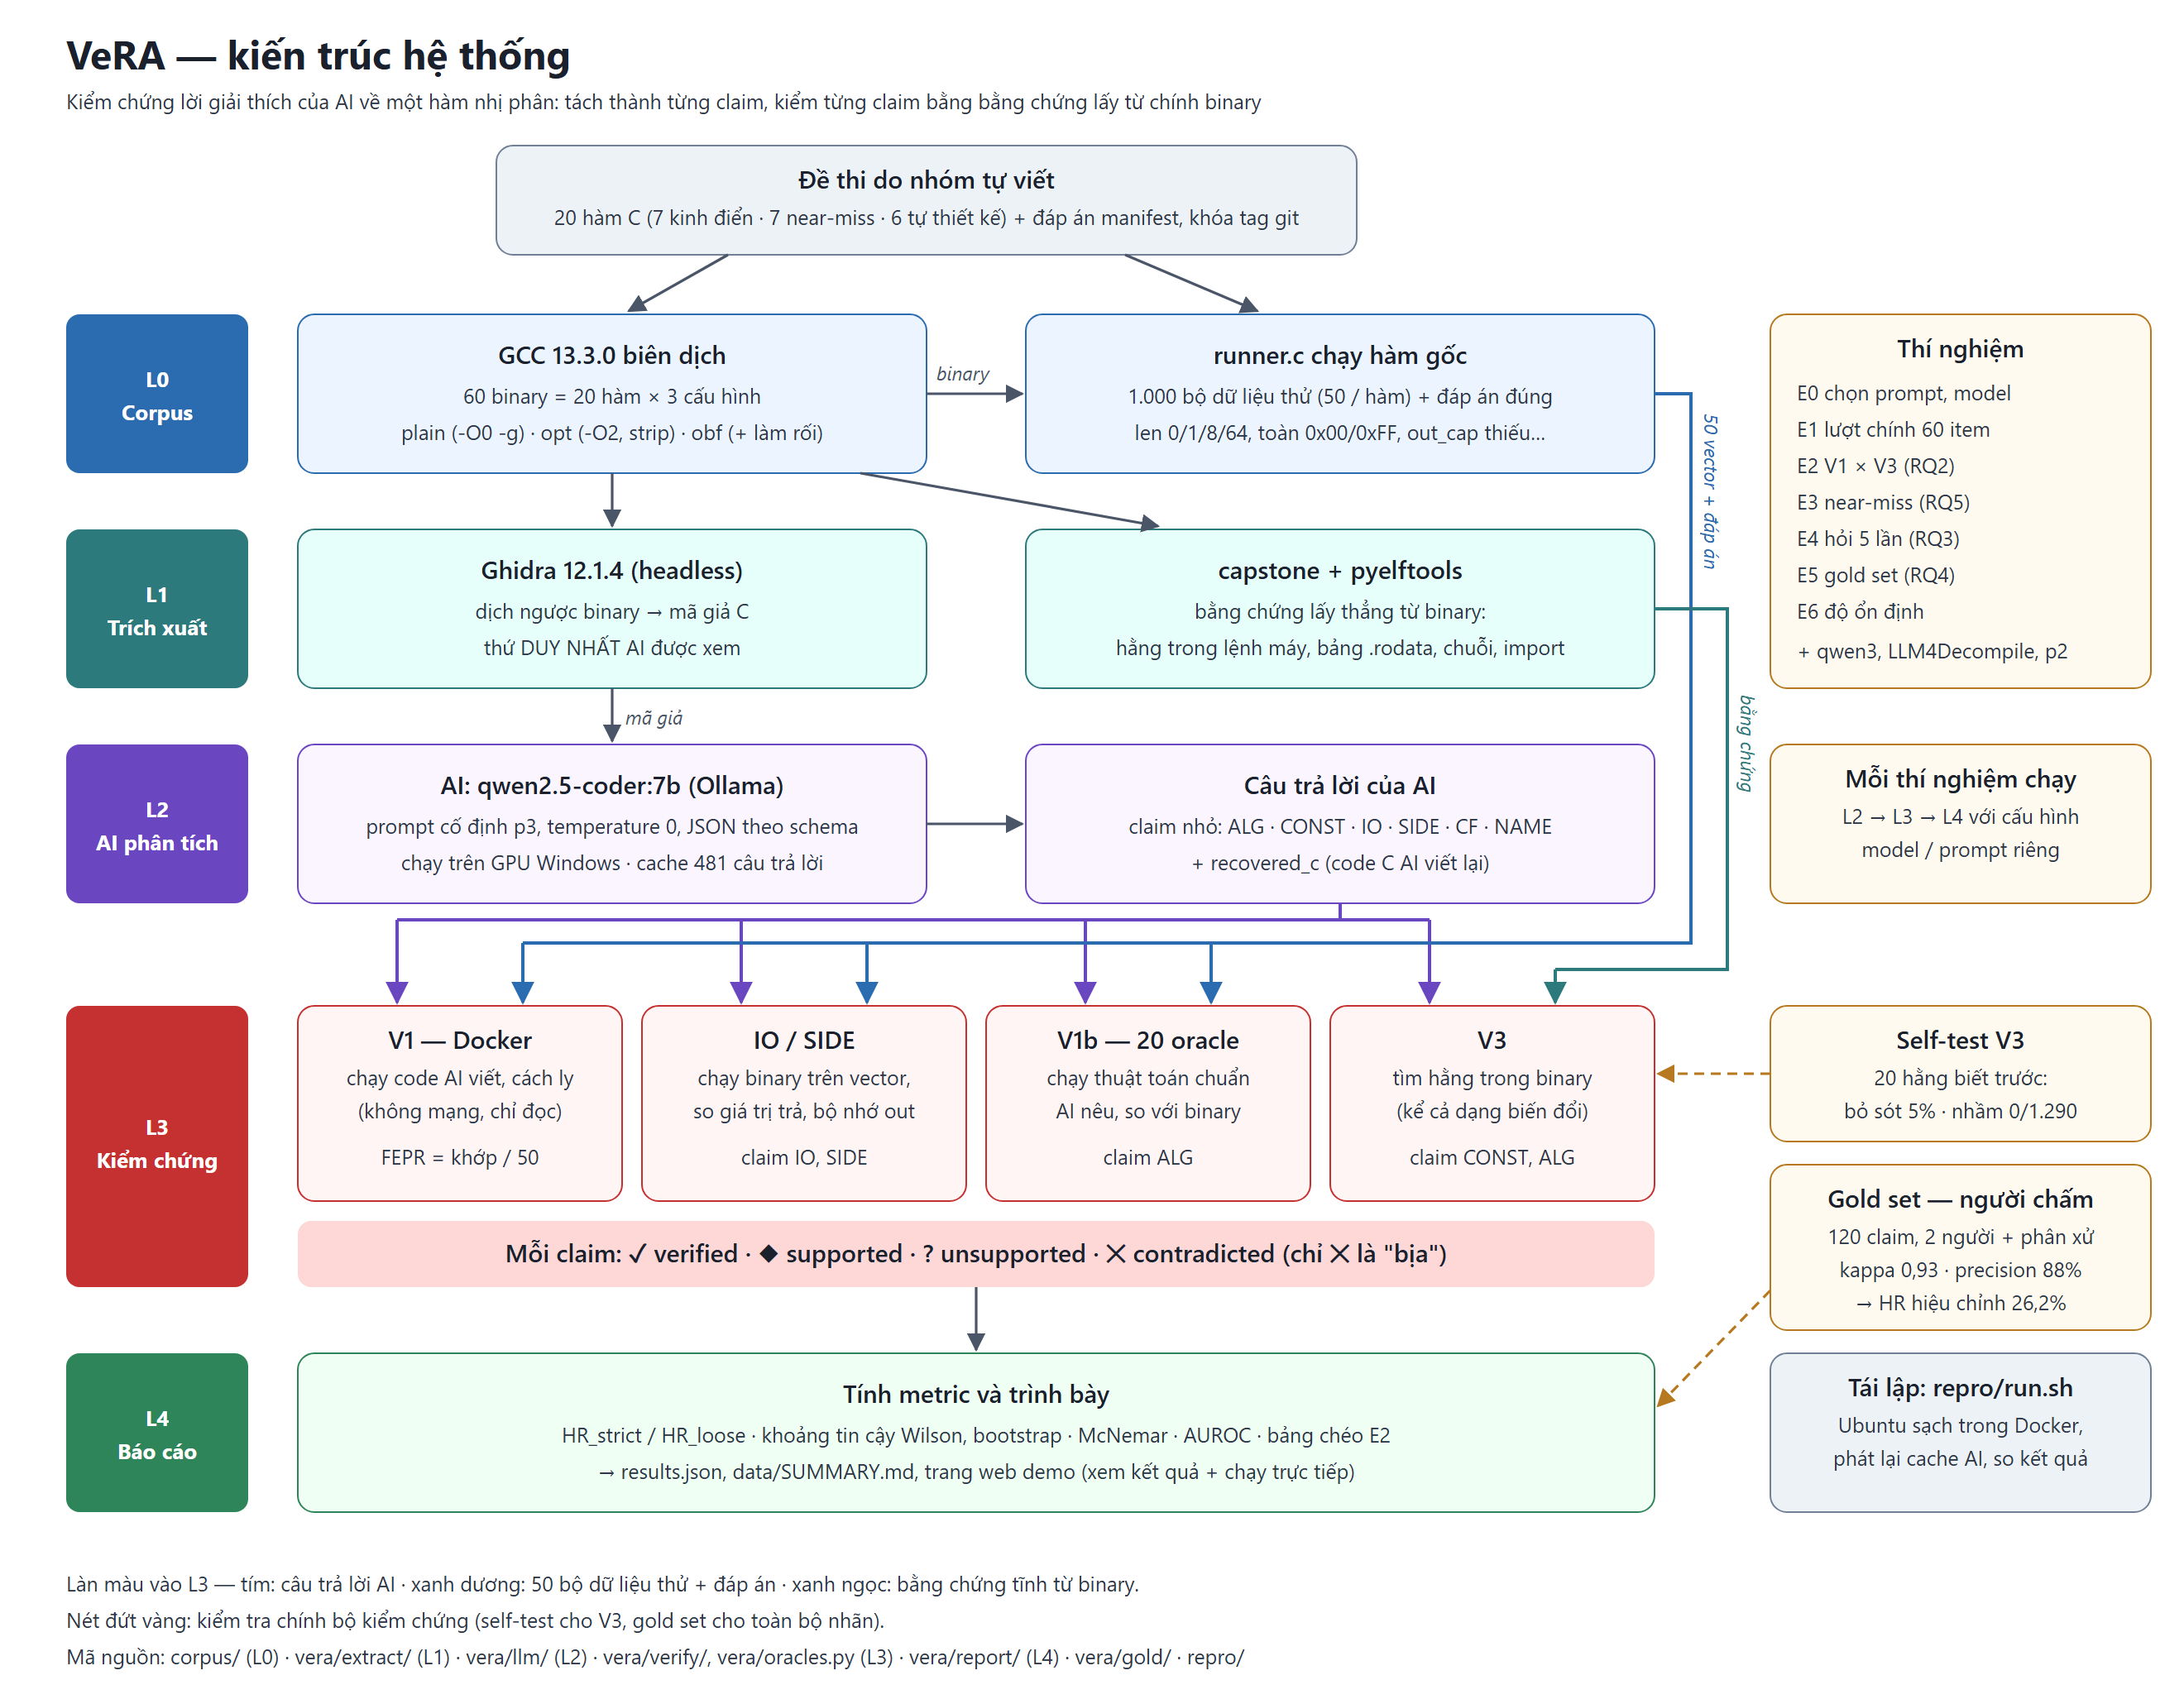 VeRA — kiến trúc hệ thống
Kiểm chứng lời giải thích của AI về một hàm nhị phân: tách thành từng claim, kiểm từng claim bằng bằng chứng lấy từ chính binary
Đề thi do nhóm tự viết
20 hàm C (7 kinh điển · 7 near-miss · 6 tự thiết kế) + đáp án manifest, khóa tag git
L0
Corpus
GCC 13.3.0 biên dịch
60 binary = 20 hàm × 3 cấu hình
plain (-O0 -g) · opt (-O2, strip) · obf (+ làm rối)
binary
runner.c chạy hàm gốc
1.000 bộ dữ liệu thử (50 / hàm) + đáp án đúng
len 0/1/8/64, toàn 0x00/0xFF, out_cap thiếu...
50 vector + đáp án
Thí nghiệm
E0 chọn prompt, model
E1 lượt chính 60 item
E2 V1 × V3 (RQ2)
E3 near-miss (RQ5)
E4 hỏi 5 lần (RQ3)
E5 gold set (RQ4)
E6 độ ổn định
+ qwen3, LLM4Decompile, p2
L1
Trích xuất
Ghidra 12.1.4 (headless)
dịch ngược binary → mã giả C
thứ DUY NHẤT AI được xem
capstone + pyelftools
bằng chứng lấy thẳng từ binary:
hằng trong lệnh máy, bảng .rodata, chuỗi, import
mã giả
bằng chứng
L2
AI phân tích
AI: qwen2.5-coder:7b (Ollama)
prompt cố định p3, temperature 0, JSON theo schema
chạy trên GPU Windows · cache 481 câu trả lời
Câu trả lời của AI
claim nhỏ: ALG · CONST · IO · SIDE · CF · NAME
+ recovered_c (code C AI viết lại)
Mỗi thí nghiệm chạy
L2 → L3 → L4 với cấu hình
model / prompt riêng
L3
Kiểm chứng
V1 — Docker
chạy code AI viết, cách ly
(không mạng, chỉ đọc)
FEPR = khớp / 50
IO / SIDE
chạy binary trên vector,
so giá trị trả, bộ nhớ out
claim IO, SIDE
V1b — 20 oracle
chạy thuật toán chuẩn
AI nêu, so với binary
claim ALG
V3
tìm hằng trong binary
(kể cả dạng biến đổi)
claim CONST, ALG
Self-test V3
20 hằng biết trước:
bỏ sót 5% · nhầm 0/1.290
Gold set — người chấm
120 claim, 2 người + phân xử
kappa 0,93 · precision 88%
→ HR hiệu chỉnh 26,2%
Mỗi claim: ✓ verified · ◆ supported · ? unsupported · ✕ contradicted (chỉ ✕ là "bịa")
L4
Báo cáo
Tính metric và trình bày
HR_strict / HR_loose · khoảng tin cậy Wilson, bootstrap · McNemar · AUROC · bảng chéo E2
→ results.json, data/SUMMARY.md, trang web demo (xem kết quả + chạy trực tiếp)
Tái lập: repro/run.sh
Ubuntu sạch trong Docker,
phát lại cache AI, so kết quả
Làn màu vào L3 — tím: câu trả lời AI · xanh dương: 50 bộ dữ liệu thử + đáp án · xanh ngọc: bằng chứng tĩnh từ binary.
Nét đứt vàng: kiểm tra chính bộ kiểm chứng (self-test cho V3, gold set cho toàn bộ nhãn).
Mã nguồn: corpus/ (L0) · vera/extract/ (L1) · vera/llm/ (L2) · vera/verify/, vera/oracles.py (L3) · vera/report/ (L4) · vera/gold/ · repro/